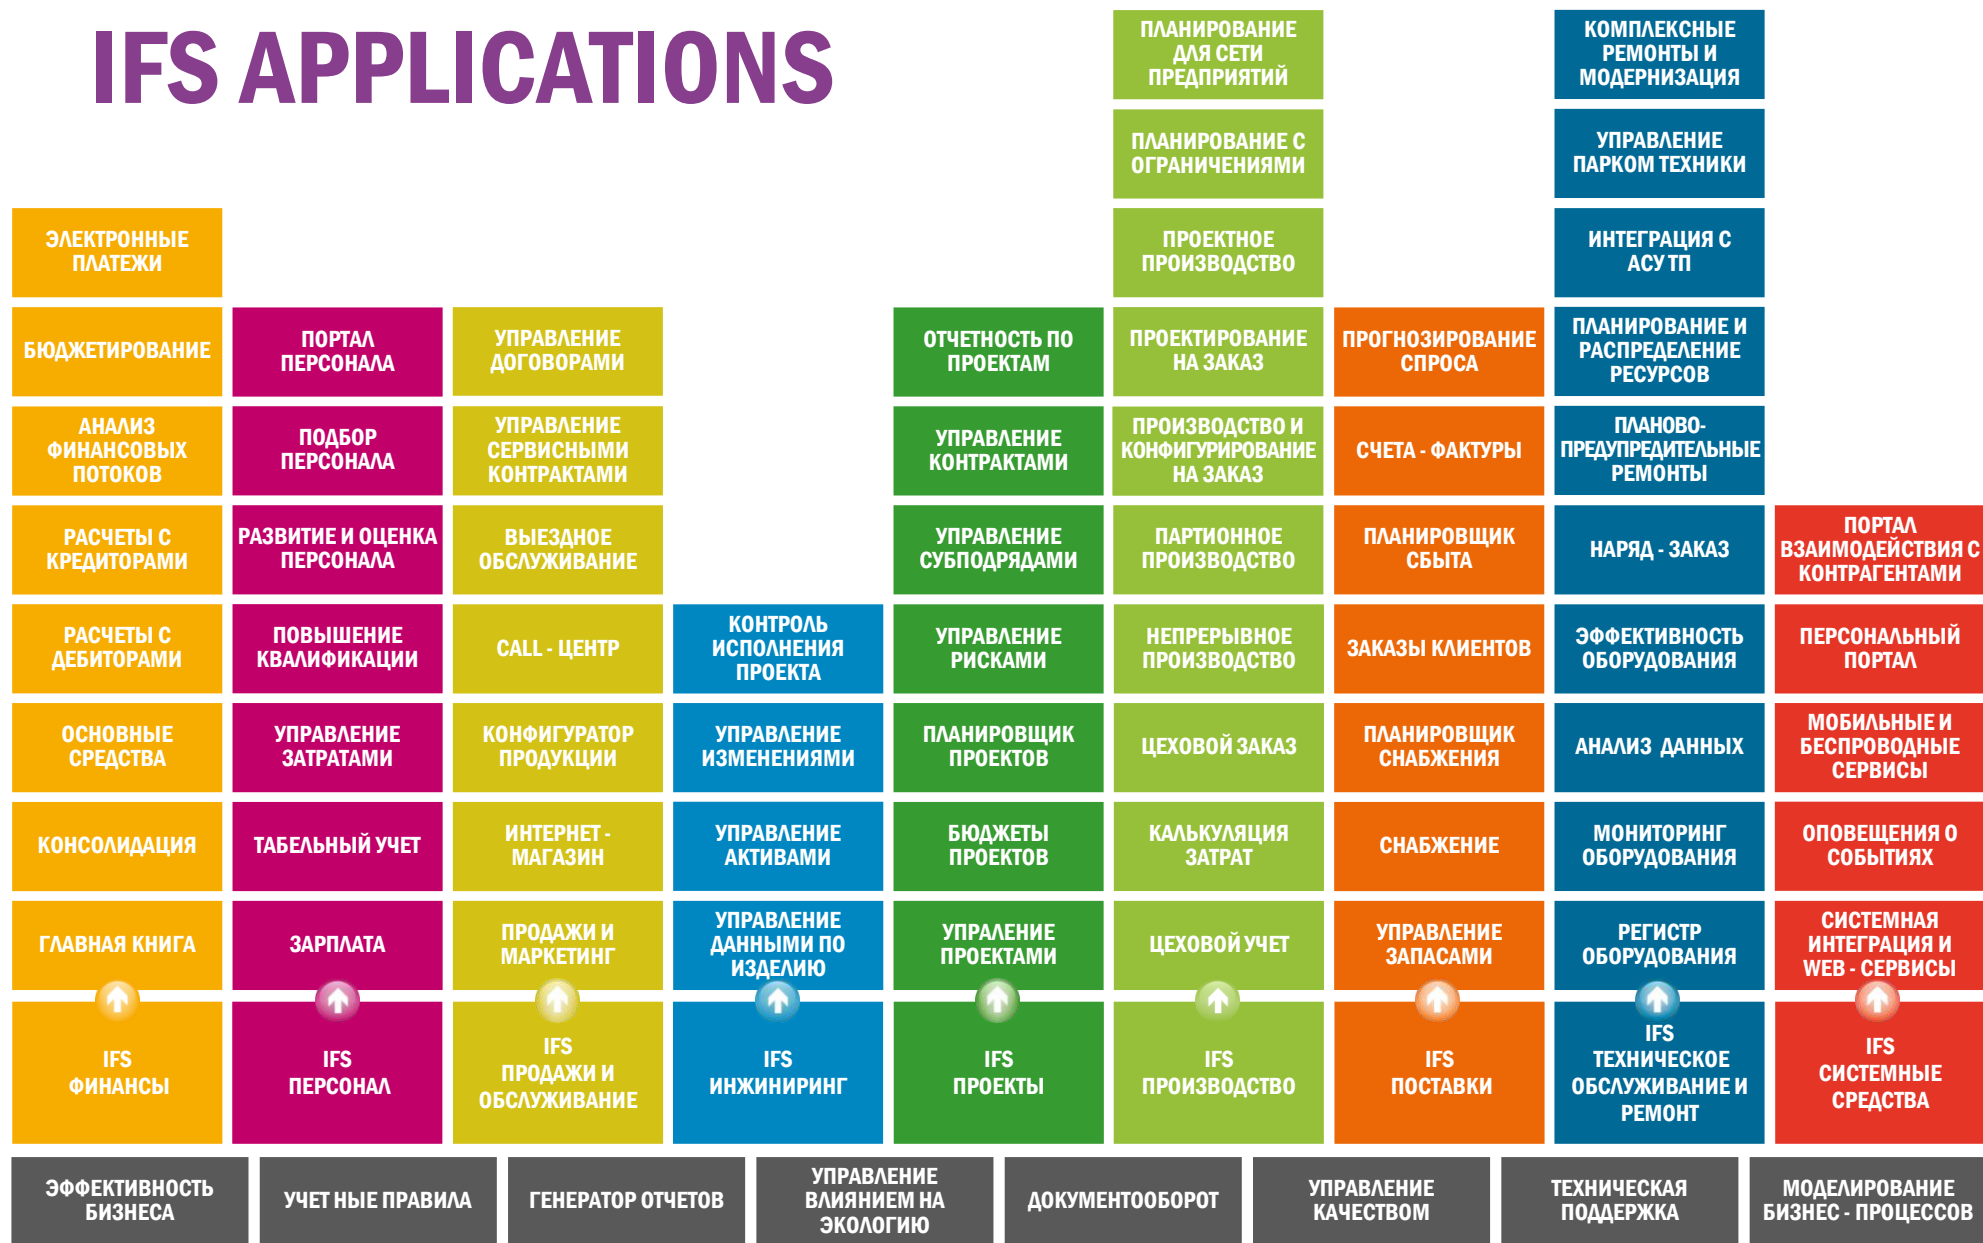 IFS APPLICATIONS
ПЛАНИРОВАНИЕ
ДЛЯ СЕТИ
ПРЕДПРИЯТИЙ
КОМПЛЕКСНЫЕ
РЕМОНТЫ И
МОДЕРНИЗАЦИЯ
ПЛАНИРОВАНИЕ С
ОГРАНИЧЕНИЯМИ
УПРАВЛЕНИЕ
ПАРКОМ ТЕХНИКИ
ЭЛЕКТРОННЫЕ
ПЛАТЕЖИ
ПРОЕКТНОЕ
ПРОИЗВОДСТВО
ИНТЕГРАЦИЯ С
АСУ ТП
БЮДЖЕТИРОВАНИЕ
ПОРТАЛ
ПЕРСОНАЛА
УПРАВЛЕНИЕ
ДОГОВОРАМИ
ОТЧЕТНОСТЬ ПО
ПРОЕКТАМ
ПРОЕКТИРОВАНИЕ
НА ЗАКАЗ
ПРОГНОЗИРОВАНИЕ
СПРОСА
ПЛАНИРОВАНИЕ И
РАСПРЕДЕЛЕНИЕ
РЕСУРСОВ
АНАЛИЗ
ФИНАНСОВЫХ
ПОТОКОВ
ПОДБОР
ПЕРСОНАЛА
УПРАВЛЕНИЕ
СЕРВИСНЫМИ
КОНТРАКТАМИ
УПРАВЛЕНИЕ
КОНТРАКТАМИ
ПРОИЗВОДСТВО И
КОНФИГУРИРОВАНИЕ
НА ЗАКАЗ
СЧЕТА - ФАКТУРЫ
ПЛАНОВО-
ПРЕДУПРЕДИТЕЛЬНЫЕ
РЕМОНТЫ
РАСЧЕТЫ С
КРЕДИТОРАМИ
РАЗВИТИЕ И ОЦЕНКА
ПЕРСОНАЛА
ВЫЕЗДНОЕ
ОБСЛУЖИВАНИЕ
УПРАВЛЕНИЕ
СУБПОДРЯДАМИ
ПАРТИОННОЕ
ПРОИЗВОДСТВО
ПЛАНИРОВЩИК
СБЫТА
НАРЯД - ЗАКАЗ
ПОРТАЛ
ВЗАИМОДЕЙСТВИЯ С
КОНТРАГЕНТАМИ
РАСЧЕТЫ С
ДЕБИТОРАМИ
ПОВЫШЕНИЕ
КВАЛИФИКАЦИИ
CALL - ЦЕНТР
КОНТРОЛЬ
ИСПОЛНЕНИЯ
ПРОЕКТА
УПРАВЛЕНИЕ
РИСКАМИ
НЕПРЕРЫВНОЕ
ПРОИЗВОДСТВО
ЗАКАЗЫ КЛИЕНТОВ
ЭФФЕКТИВНОСТЬ
ОБОРУДОВАНИЯ
ПЕРСОНАЛЬНЫЙ
ПОРТАЛ
ОСНОВНЫЕ
СРЕДСТВА
УПРАВЛЕНИЕ
ЗАТРАТАМИ
КОНФИГУРАТОР
ПРОДУКЦИИ
УПРАВЛЕНИЕ
ИЗМЕНЕНИЯМИ
ПЛАНИРОВЩИК
ПРОЕКТОВ
ЦЕХОВОЙ ЗАКАЗ
ПЛАНИРОВЩИК
СНАБЖЕНИЯ
АНАЛИЗ ДАННЫХ
МОБИЛЬНЫЕ И
БЕСПРОВОДНЫЕ
СЕРВИСЫ
КОНСОЛИДАЦИЯ
ТАБЕЛЬНЫЙ УЧЕТ
ИНТЕРНЕТ -
МАГАЗИН
УПРАВЛЕНИЕ
АКТИВАМИ
БЮДЖЕТЫ
ПРОЕКТОВ
КАЛЬКУЛЯЦИЯ
ЗАТРАТ
СНАБЖЕНИЕ
МОНИТОРИНГ
ОБОРУДОВАНИЯ
ОПОВЕЩЕНИЯ О
СОБЫТИЯХ
ГЛАВНАЯ КНИГА
ЗАРПЛАТА
ПРОДАЖИ И
МАРКЕТИНГ
УПРАВЛЕНИЕ
ДАННЫМИ ПО
ИЗДЕЛИЮ
УПРАЛЕНИЕ
ПРОЕКТАМИ
ЦЕХОВОЙ УЧЕТ
УПРАВЛЕНИЕ
ЗАПАСАМИ
РЕГИСТР
ОБОРУДОВАНИЯ
СИСТЕМНАЯ
ИНТЕГРАЦИЯ И
WEB - СЕРВИСЫ
IFS
ФИНАНСЫ
IFS
ПЕРСОНАЛ
IFS
ПРОДАЖИ И
ОБСЛУЖИВАНИЕ
IFS
ИНЖИНИРИНГ
IFS
ПРОЕКТЫ
IFS
ПРОИЗВОДСТВО
IFS
ПОСТАВКИ
IFS
ТЕХНИЧЕСКОЕ
ОБСЛУЖИВАНИЕ И
РЕМОНТ
IFS
СИСТЕМНЫЕ
СРЕДСТВА
ЭФФЕКТИВНОСТЬ
БИЗНЕСА
УЧЕТ НЫЕ ПРАВИЛА
ГЕНЕРАТОР ОТЧЕТОВ
УПРАВЛЕНИЕ
ВЛИЯНИЕМ НА
ЭКОЛОГИЮ
ДОКУМЕНТООБОРОТ
УПРАВЛЕНИЕ
КАЧЕСТВОМ
ТЕХНИЧЕСКАЯ
ПОДДЕРЖКА
МОДЕЛИРОВАНИЕ
БИЗНЕС - ПРОЦЕССОВ